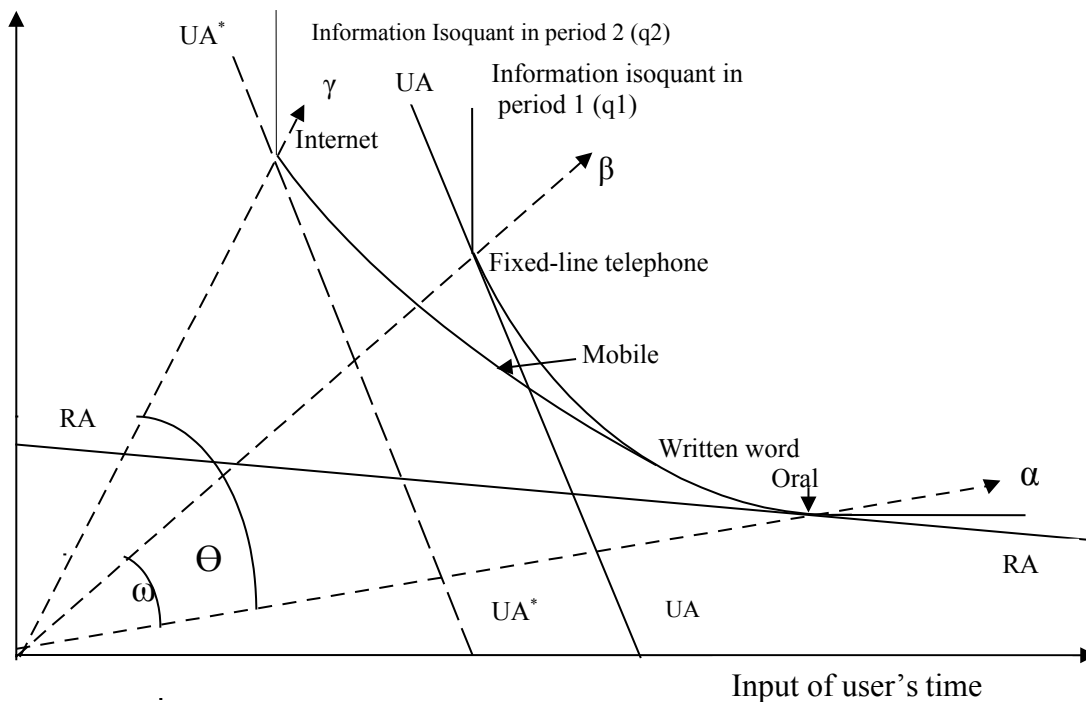 UA*
Information Isoquant in period 2 (q2)
γ
UA
Information isoquant in
period 1 (q1)
Internet
β
Fixed-line telephone
Mobile
RA
Written word
Oral
α
ϴ
ω
RA
UA*
UA
Input of user’s time